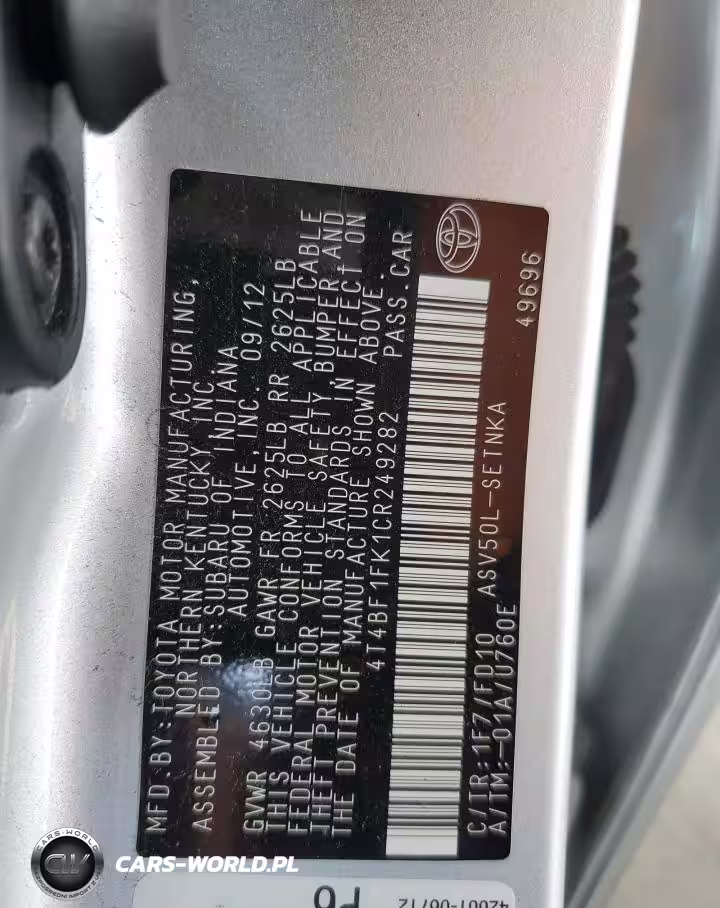 MFD BY:TOYOTA MOTOR MANUFACTURING,
NORTHERN KENTUCKY INC.
ASSEMBLED BY:SUBARU OF INDIANA
AUTOMOTIVE, INC. 09/12
GVWR 4630LB GAWR FR 2625LB RR 2625LB
THIS VEHICLE CONFORMS TO ALL APPLICABLE
FEDERAL MOTOR VEHICLE SAFETY, BUMPER, AND
THEFT PREVENTION STANDARDS IN EFFECT ON
THE DATE OF MANUFACTURE SHOWN ABOVE.
4T4BF1FK1CR249282 PASS.CAR
C/TR:1F7/FD10 ASV50L-SETNKA
A/TM:-01A/U760E 49696
CARS-WORLD
CW
CARS-WORLD.PL